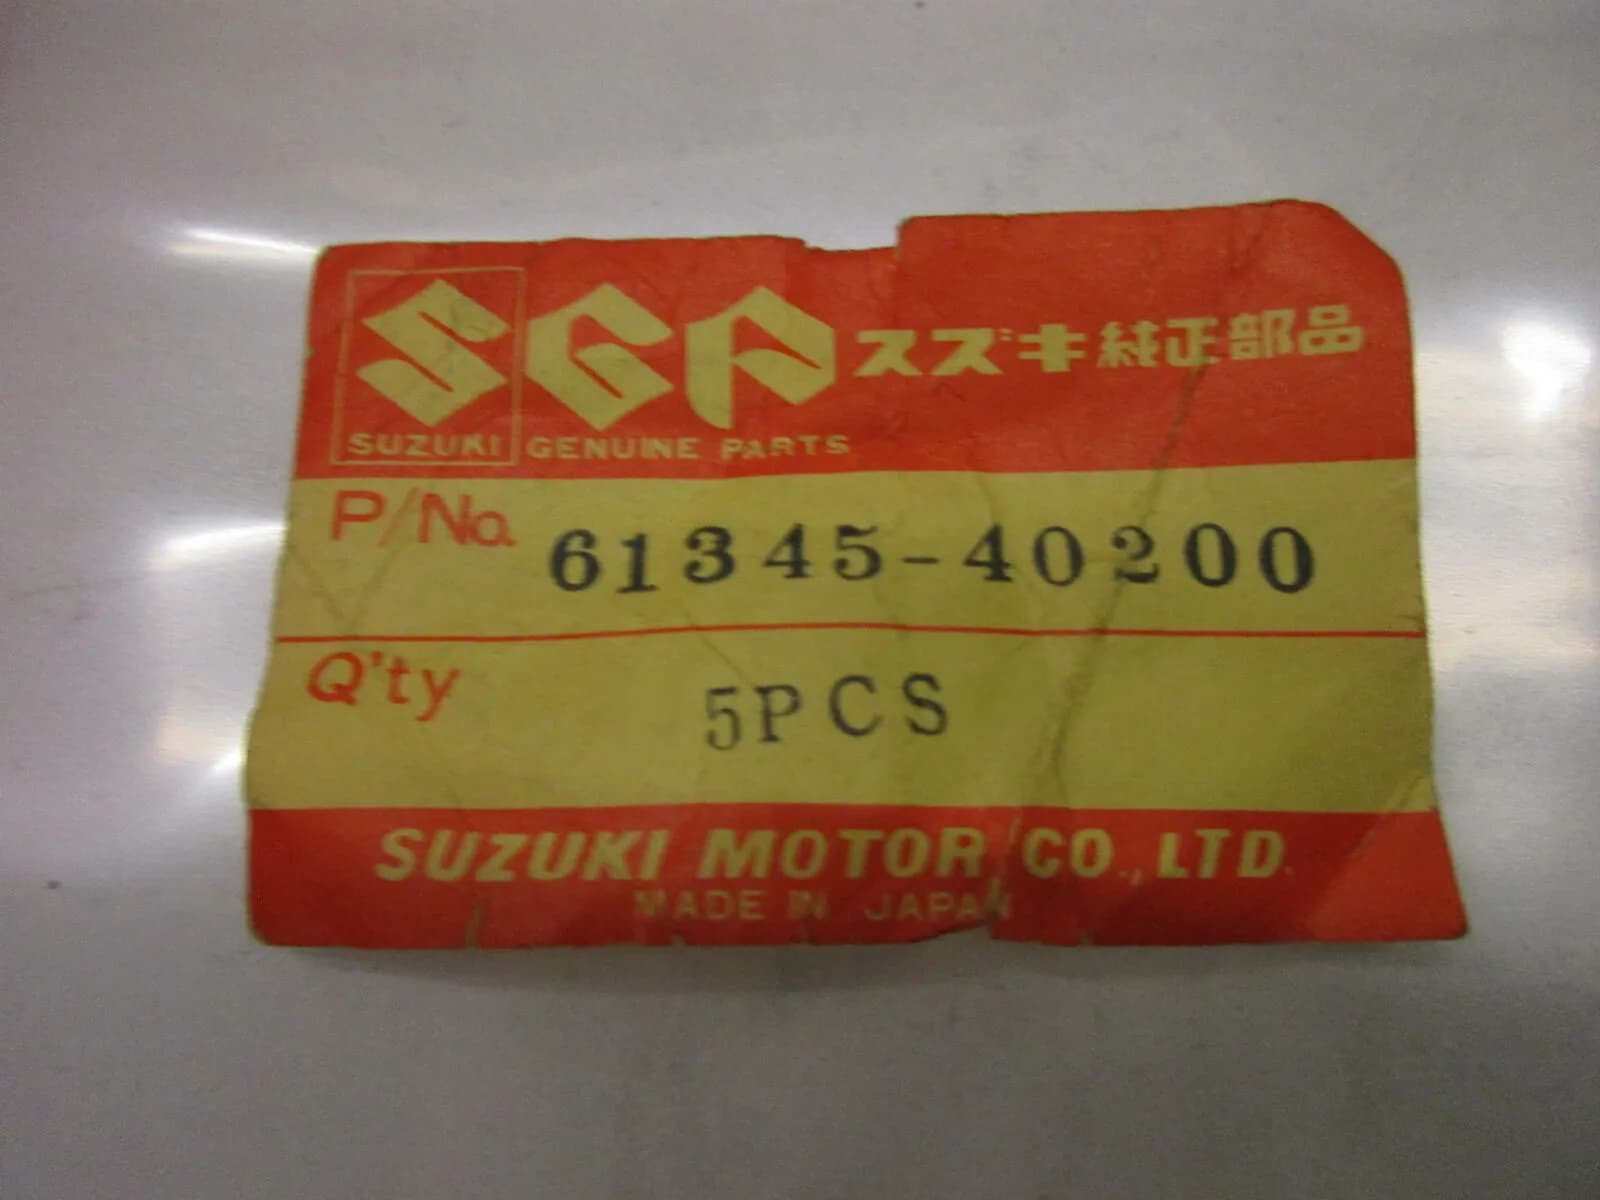 SGP スズキ純正部品
SUZUKI GENUINE PARTS
P/No. 61345-40200
Q'ty 5PCS
SUZUKI MOTOR CO., LTD.
MADE IN JAPAN